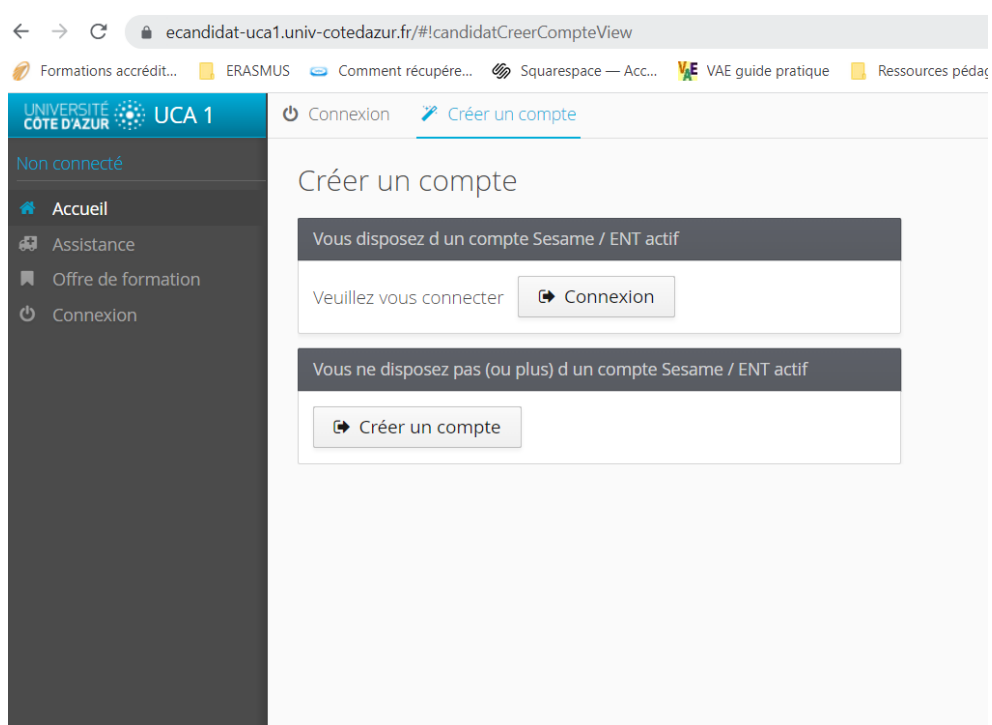 ecandidat-uca1.univ-cotedazur.fr/#!candidatCreerCompteView
Formations accrédit... ERASMUS Comment récupére... Squarespace — Acc... VAE VAE guide pratique Ressources pédag
UNIVERSITÉ CÔTE D'AZUR UCA 1
Connexion Créer un compte
Non connecté
Accueil
Assistance
Offre de formation
Connexion
Créer un compte
Vous disposez d un compte Sesame / ENT actif
Veuillez vous connecter Connexion
Vous ne disposez pas (ou plus) d un compte Sesame / ENT actif
Créer un compte